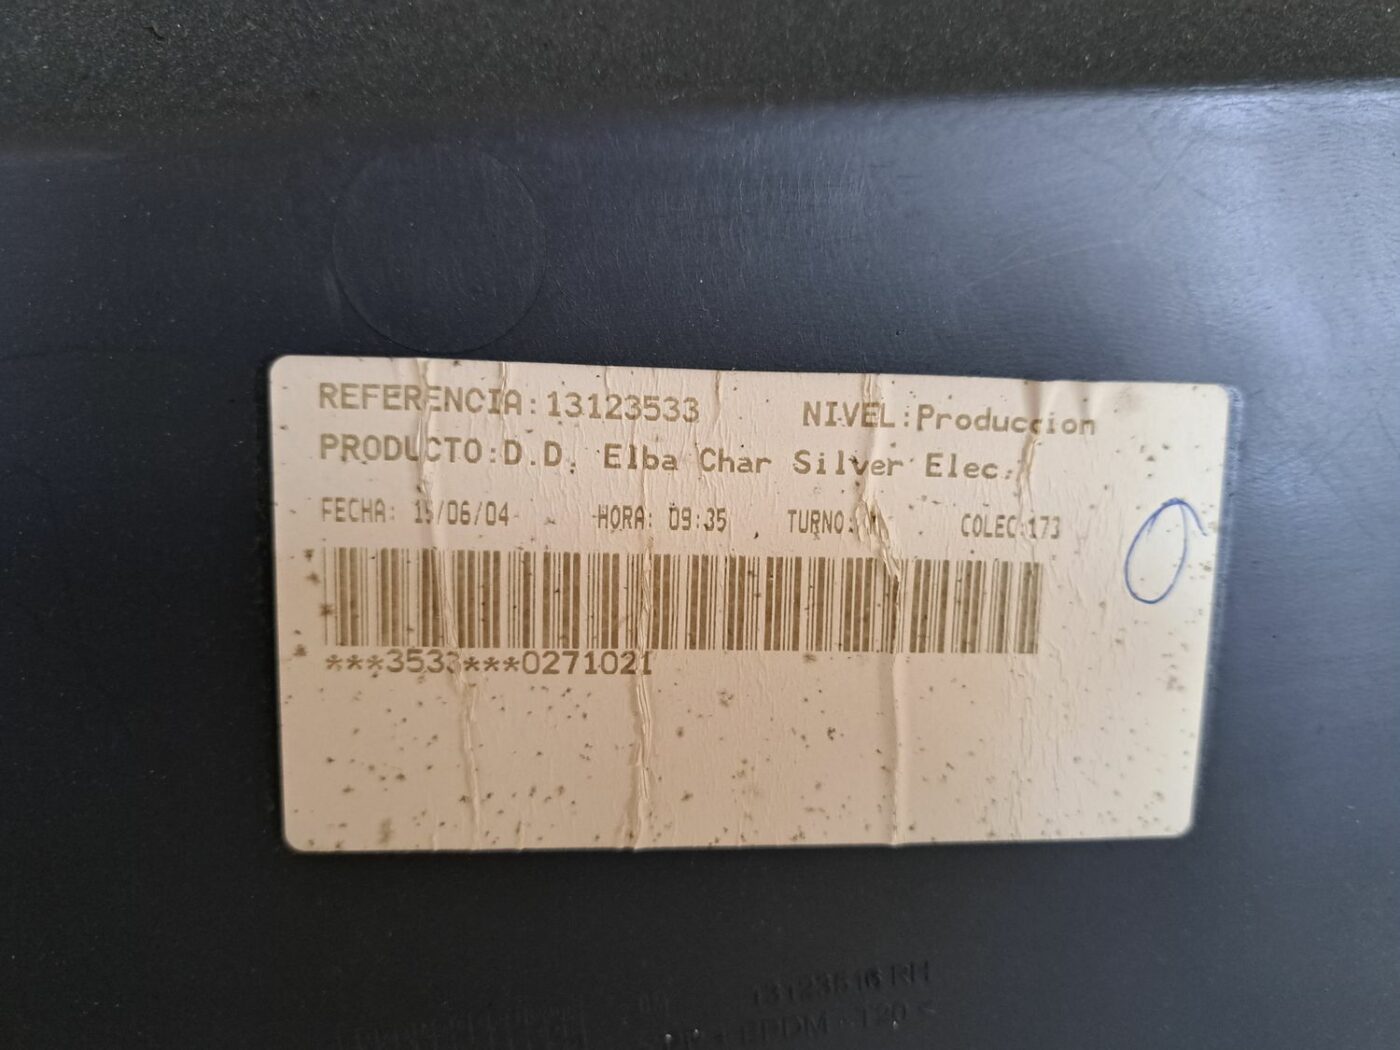 REFERENCIA:13123533 NIVEL:Produccion
PRODUCTO:D.D. Elba Char Silver Elec.
FECHA: 15/06/04 HORA: 09:35 TURNO: COLEC:173
***3533***0271021
RH